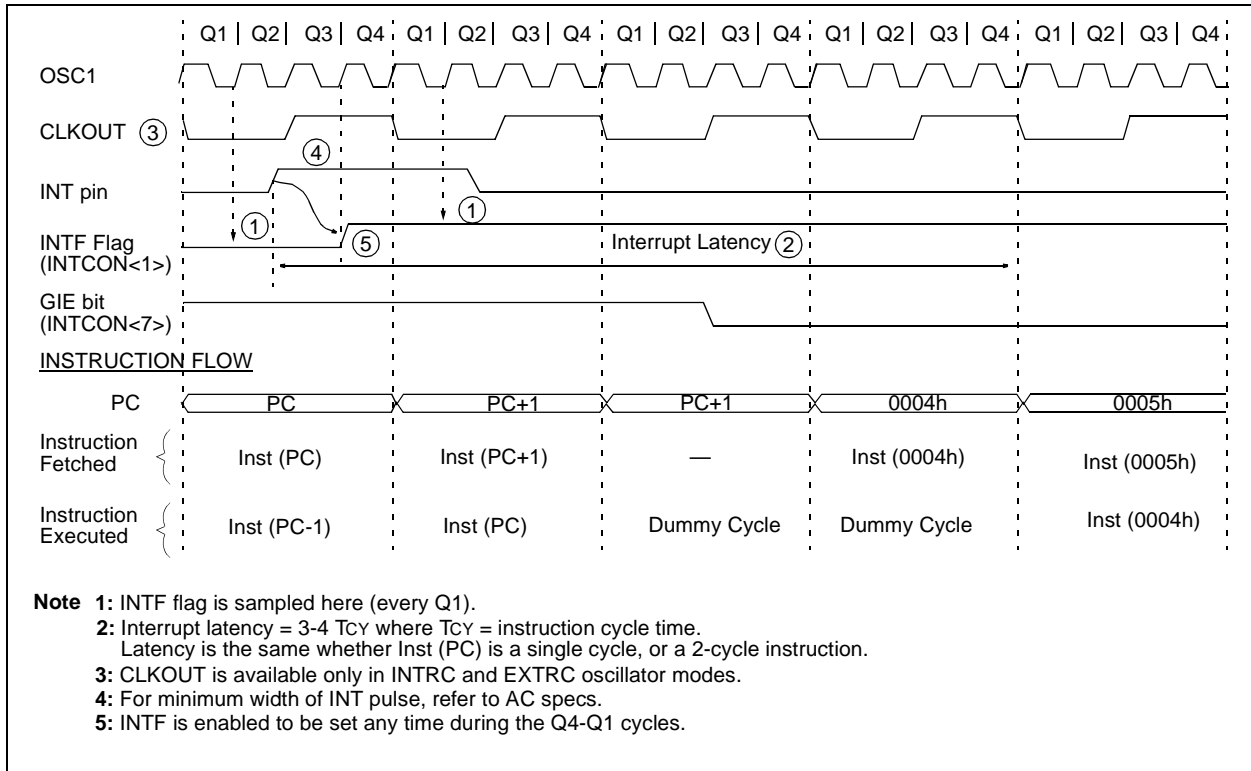 Q1 | Q2 | Q3 | Q4 Q1 | Q2 | Q3 | Q4 Q1 | Q2 | Q3 | Q4 Q1 | Q2 | Q3 | Q4 Q1 | Q2 | Q3 | Q4
OSC1
CLKOUT 3
4
INT pin
1
1
INTF Flag
(INTCON<1>)
5
Interrupt Latency 2
GIE bit
(INTCON<7>)
INSTRUCTION FLOW
PC PC PC+1 PC+1 0004h 0005h
Instruction
Fetched
Inst (PC) Inst (PC+1) — Inst (0004h) Inst (0005h)
Instruction
Executed
Inst (PC-1) Inst (PC) Dummy Cycle Dummy Cycle Inst (0004h)
Note 1: INTF flag is sampled here (every Q1).
2: Interrupt latency = 3-4 TCY where TCY = instruction cycle time.
Latency is the same whether Inst (PC) is a single cycle, or a 2-cycle instruction.
3: CLKOUT is available only in INTRC and EXTRC oscillator modes.
4: For minimum width of INT pulse, refer to AC specs.
5: INTF is enabled to be set any time during the Q4-Q1 cycles.